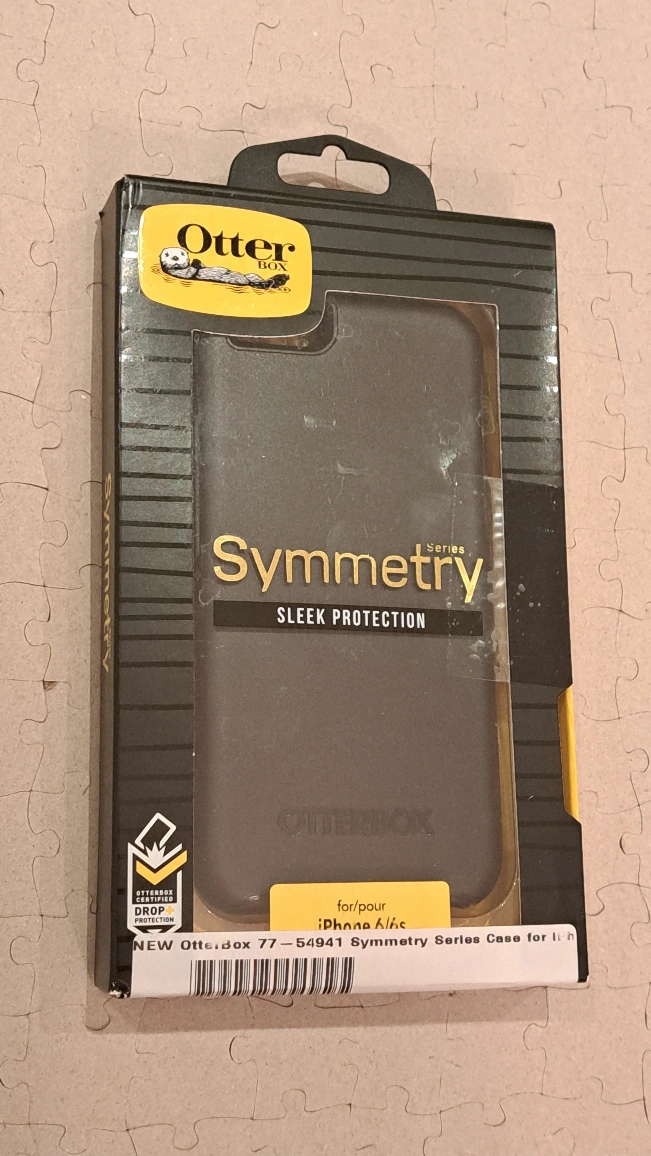 Otter
BOX
Series
Symmetry
SLEEK PROTECTION
Symmetry
OTTERBOX
OTTERBOX
CERTIFIED
DROP+
PROTECTION
for/pour
iPhone 6/6s
NEW OtterBox 77-54941 Symmetry Series Case for iPh